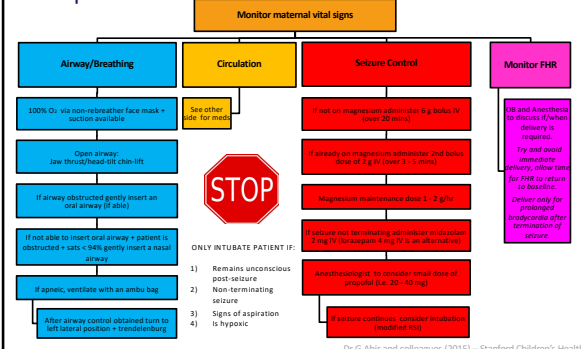 Monitor maternal vital signs
Airway/Breathing
100% O₂ via non-rebreather face mask +
suction available
Open airway:
Jaw thrust/head-tilt chin-lift
If airway obstructed gently insert an
oral airway (if able)
If not able to insert oral airway + patient is
obstructed + sats < 94% gently insert a nasal
airway
If apneic, ventilate with an ambu bag
After airway control obtained turn to
left lateral position + trendelenburg
Circulation
See other
side for meds
STOP
ONLY INTUBATE PATIENT IF:
1) Remains unconscious
post-seizure
2) Non-terminating
seizure
3) Signs of aspiration
4) Is hypoxic
Seizure Control
If not on magnesium administer 6 g bolus IV
(over 20 mins)
If already on magnesium administer 2nd bolus
dose of 2 g IV (over 3 - 5 mins)
Magnesium maintenance dose 1 - 2 g/hr
If seizure not terminating administer midazolam
2 mg IV (lorazepam 4 mg IV is an alternative)
Anesthesiologist to consider small dose of
propofol (i.e. 20 - 40 mg)
If seizure continues consider intubation
(modified RSI)
Monitor FHR
OB and Anesthesia
to discuss if/when
delivery is
required.
Try and avoid
immediate
delivery, allow time
for FHR to return
to baseline.
Deliver only for
prolonged
bradycardia after
termination of
seizure.
Dr G Abir and colleagues (2015) – Stanford Children's Health